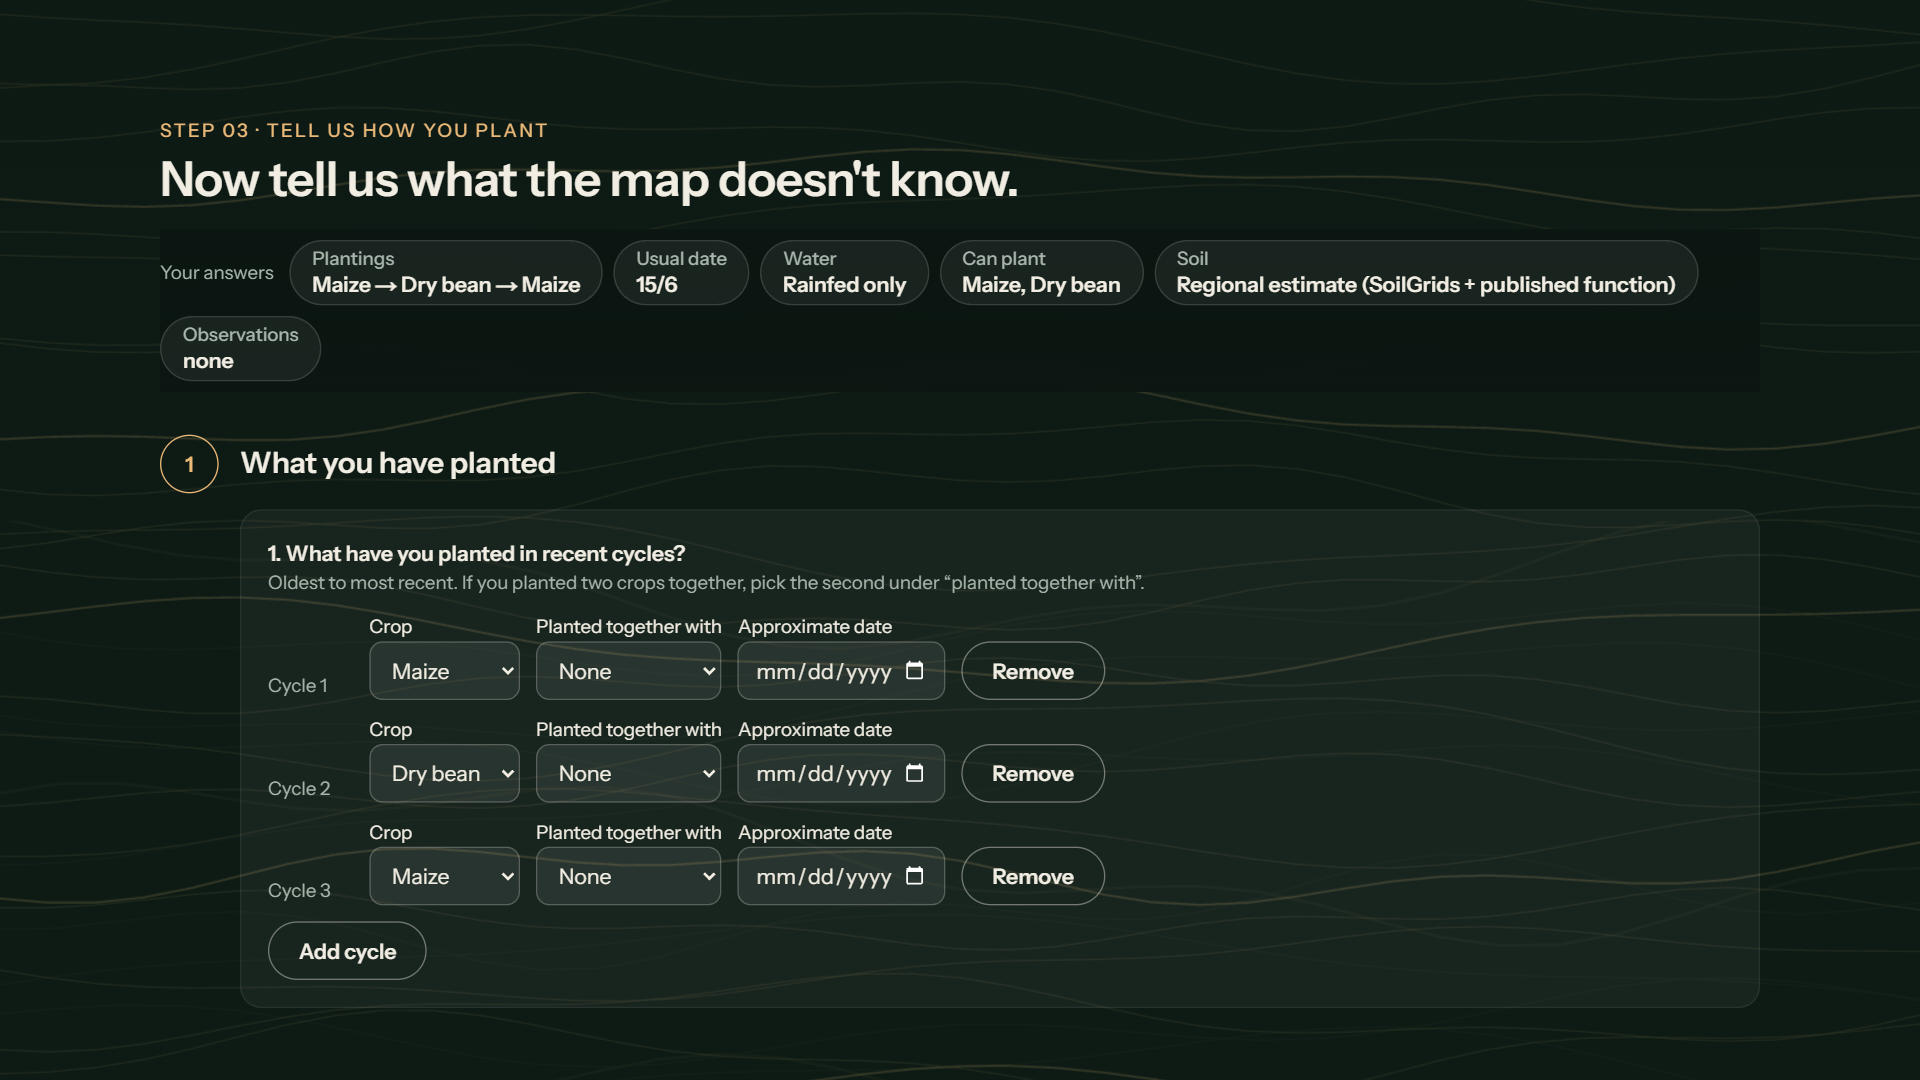 STEP 03 · TELL US HOW YOU PLANT
Now tell us what the map doesn't know.
Your answers
Plantings
Maize → Dry bean → Maize
Usual date
15/6
Water
Rainfed only
Can plant
Maize, Dry bean
Soil
Regional estimate (SoilGrids + published function)
Observations
none
1
What you have planted
1. What have you planted in recent cycles?
Oldest to most recent. If you planted two crops together, pick the second under “planted together with”.
Crop Planted together with Approximate date
Cycle 1 Maize None mm/dd/yyyy Remove
Crop Planted together with Approximate date
Cycle 2 Dry bean None mm/dd/yyyy Remove
Crop Planted together with Approximate date
Cycle 3 Maize None mm/dd/yyyy Remove
Add cycle